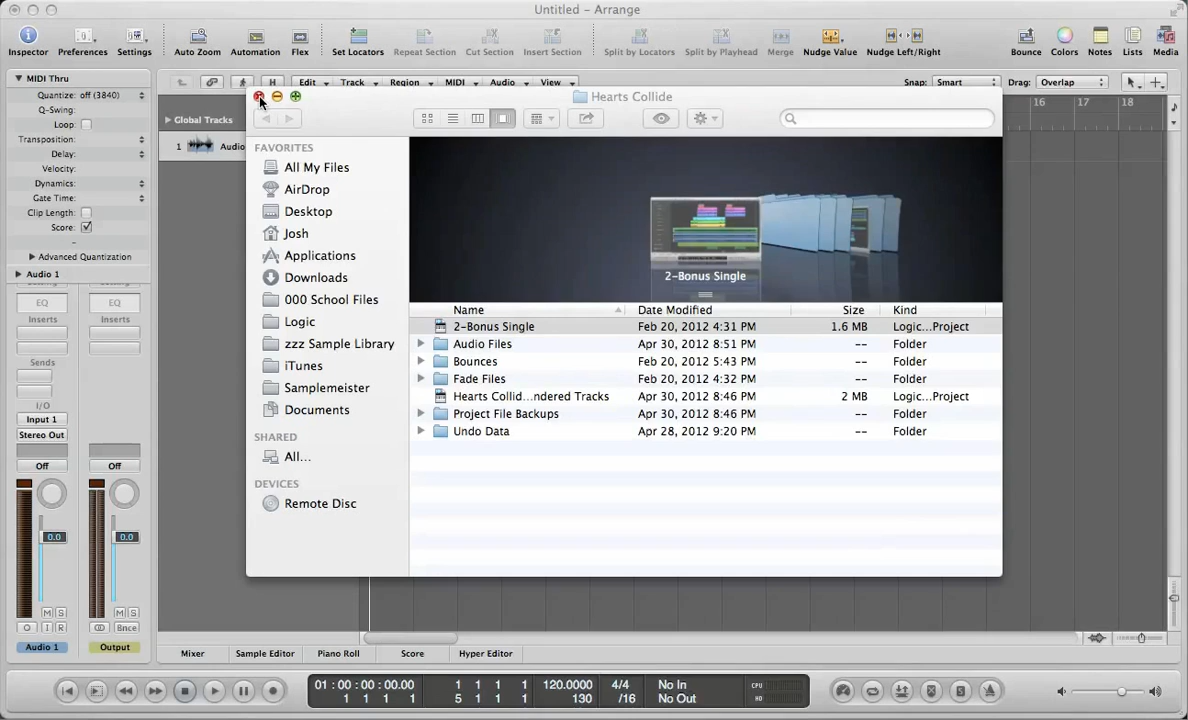 Untitled - Arrange
Inspector Preferences Settings Auto Zoom Automation Flex Set Locators Repeat Section Cut Section Insert Section Split by Locators Split by Playhead Merge Nudge Value Nudge Left/Right Bounce Colors Notes Lists Media
MIDI Thru Edit Track Region MIDI Audio View Snap: Smart Drag: Overlap
Quantize: off (3840)
Q-Swing:
Loop:
Transposition:
Delay:
Velocity:
Dynamics:
Gate Time:
Clip Length:
Score:
Advanced Quantization
Audio 1
EQ EQ
Inserts Inserts
Sends
I/O
Input 1
Stereo Out
Off Off
0.0 0.0
M S M S
O I R Bnce
Audio 1 Output
Global Tracks
1 Audio
16 17 18
Hearts Collide
FAVORITES
All My Files
AirDrop
Desktop
Josh
Applications
Downloads
000 School Files
Logic
zzz Sample Library
iTunes
Samplemeister
Documents
SHARED
All...
DEVICES
Remote Disc
2-Bonus Single
Name Date Modified Size Kind
2-Bonus Single Feb 20, 2012 4:31 PM 1.6 MB Logic...Project
Audio Files Apr 30, 2012 8:51 PM -- Folder
Bounces Feb 20, 2012 5:43 PM -- Folder
Fade Files Feb 20, 2012 4:32 PM -- Folder
Hearts Collid...ndered Tracks Apr 30, 2012 8:46 PM 2 MB Logic...Project
Project File Backups Apr 30, 2012 8:46 PM -- Folder
Undo Data Apr 28, 2012 9:20 PM -- Folder
Mixer Sample Editor Piano Roll Score Hyper Editor
01 : 00 : 00 : 00.00 1 1 1 1 120.0000 4/4 No In CPU
1 1 1 1 5 1 1 1 130 /16 No Out HD